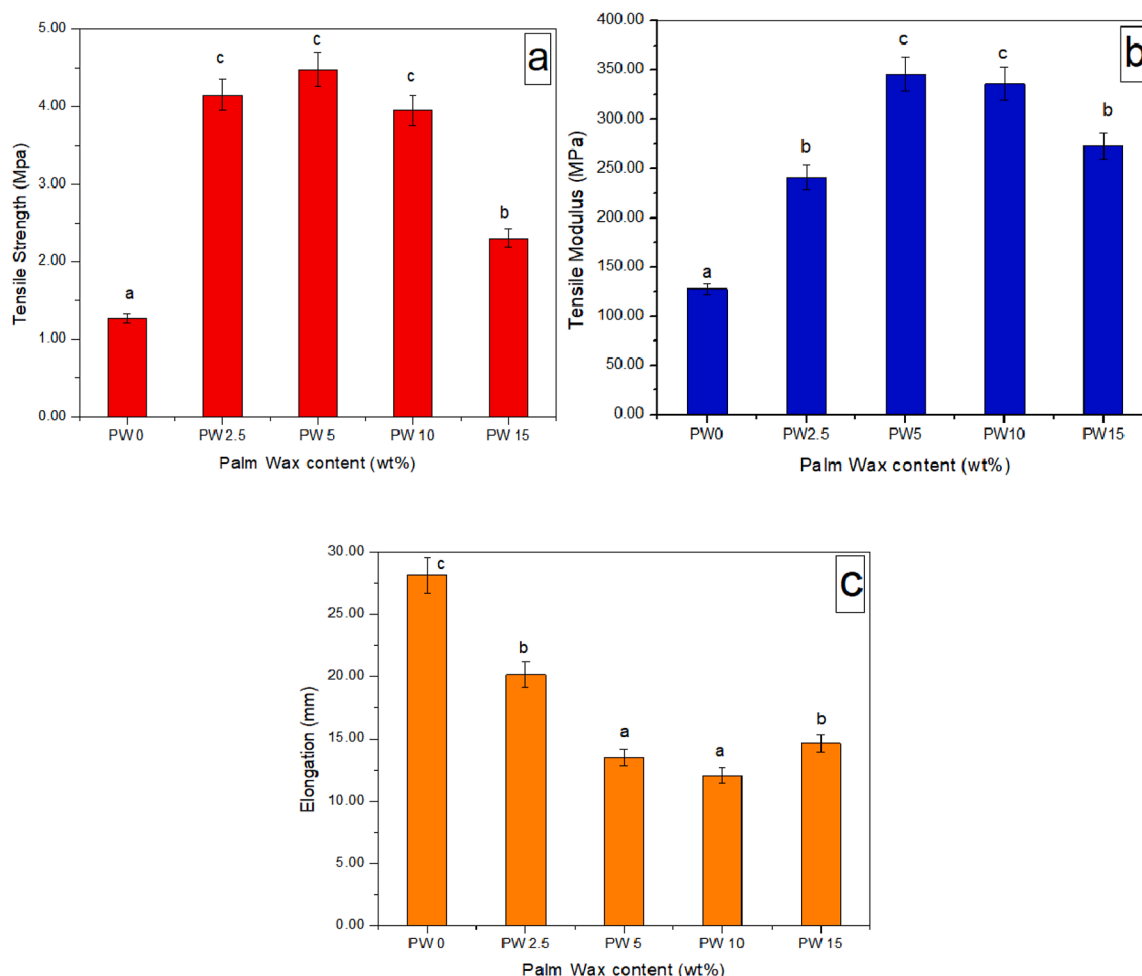 5.00
4.00
3.00
2.00
1.00
0.00
Tensile Strength (Mpa)
a
c
c
c
b
a
PW 0
PW 2.5
PW 5
PW 10
PW 15
Palm Wax content (wt%)
400.00
350.00
300.00
250.00
200.00
150.00
100.00
50.00
0.00
Tensile Modulus (MPa)
a
b
c
c
b
b
PW0
PW2.5
PW5
PW10
PW15
Palm Wax content (wt%)
30.00
25.00
20.00
15.00
10.00
5.00
0.00
Elongation (mm)
c
b
a
a
b
C
PW 0
PW 2.5
PW 5
PW 10
PW 15
Palm Wax content (wt%)